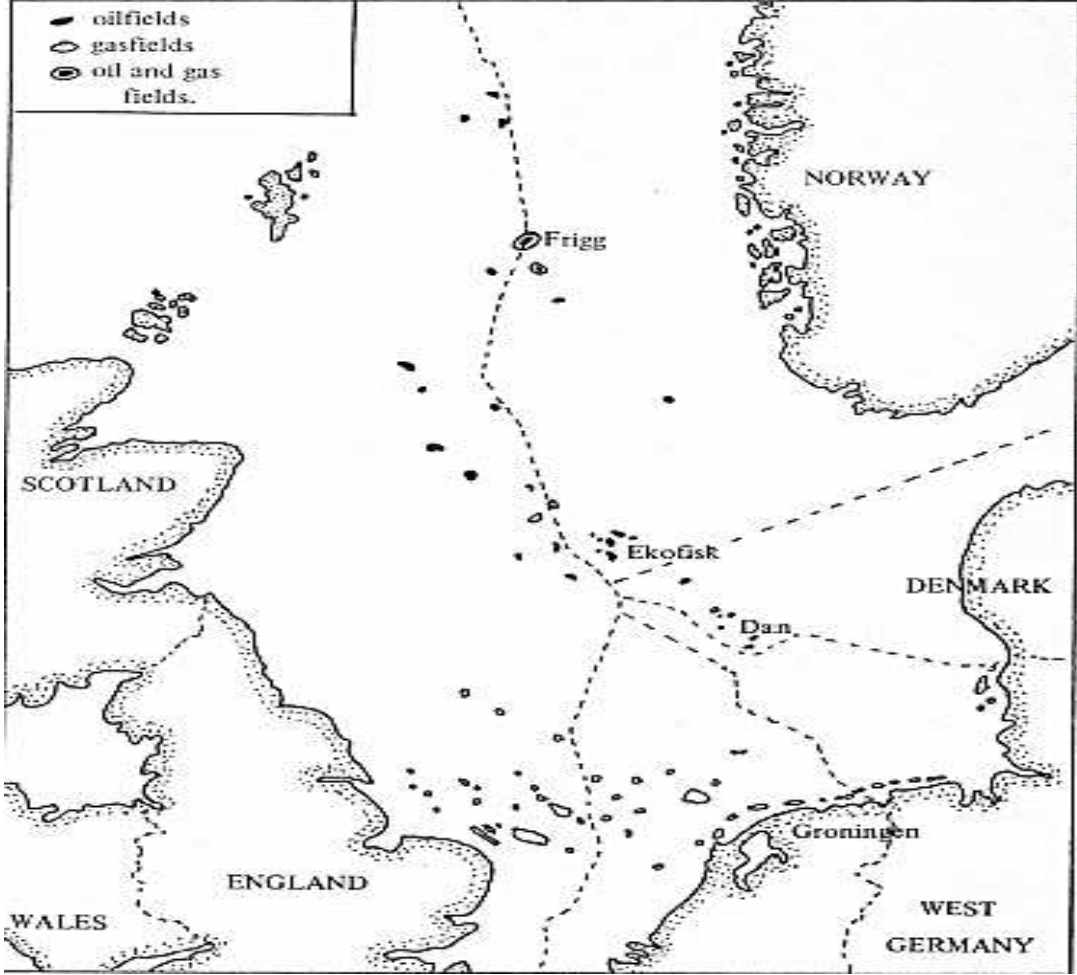 oilfields
gasfields
oil and gas
fields.
NORWAY
Frigg
SCOTLAND
Ekofisk
DENMARK
Dan
Groningen
ENGLAND
WALES
WEST
GERMANY